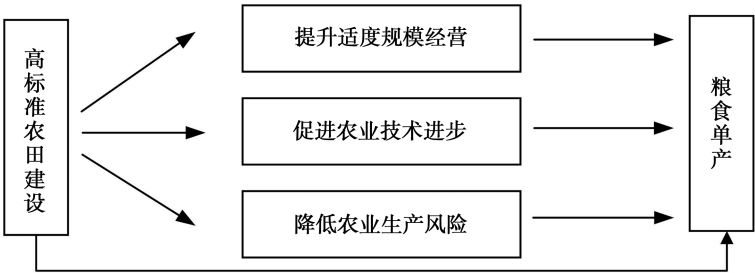 高标准农田建设
提升适度规模经营
促进农业技术进步
降低农业生产风险
粮食单产